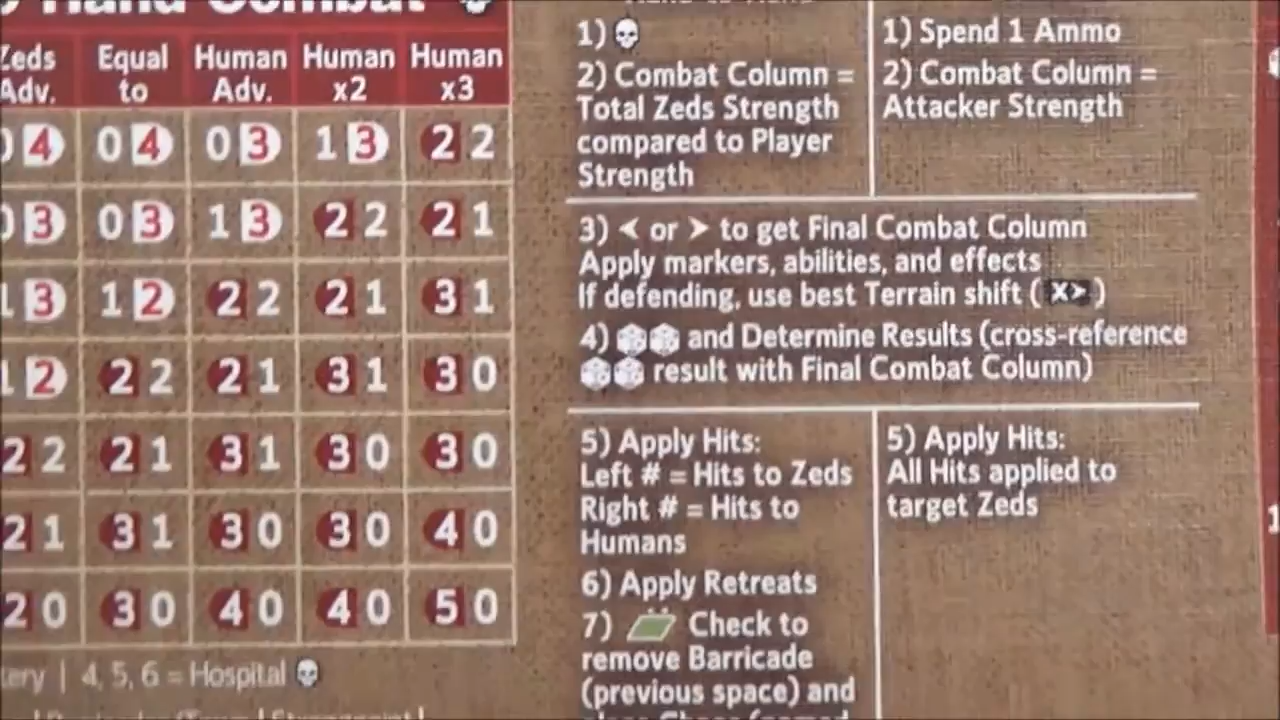 Hand Combat
Zeds Adv. Equal to Human Adv. Human x2 Human x3
4 0 4 0 3 1 3 2 2
3 0 3 1 3 2 2 2 1
1 3 1 2 2 2 2 1 3 1
1 2 2 2 2 1 3 1 3 0
2 2 2 1 3 1 3 0 3 0
2 1 3 1 3 0 3 0 4 0
2 0 3 0 4 0 4 0 5 0
| 4, 5, 6 = Hospital
1)
2) Combat Column =
Total Zeds Strength
compared to Player
Strength
1) Spend 1 Ammo
2) Combat Column =
Attacker Strength
3) < or > to get Final Combat Column
Apply markers, abilities, and effects
If defending, use best Terrain shift ( X> )
4) and Determine Results (cross-reference
result with Final Combat Column)
5) Apply Hits:
Left # = Hits to Zeds
Right # = Hits to
Humans
6) Apply Retreats
7) Check to
remove Barricade
(previous space) and
5) Apply Hits:
All Hits applied to
target Zeds